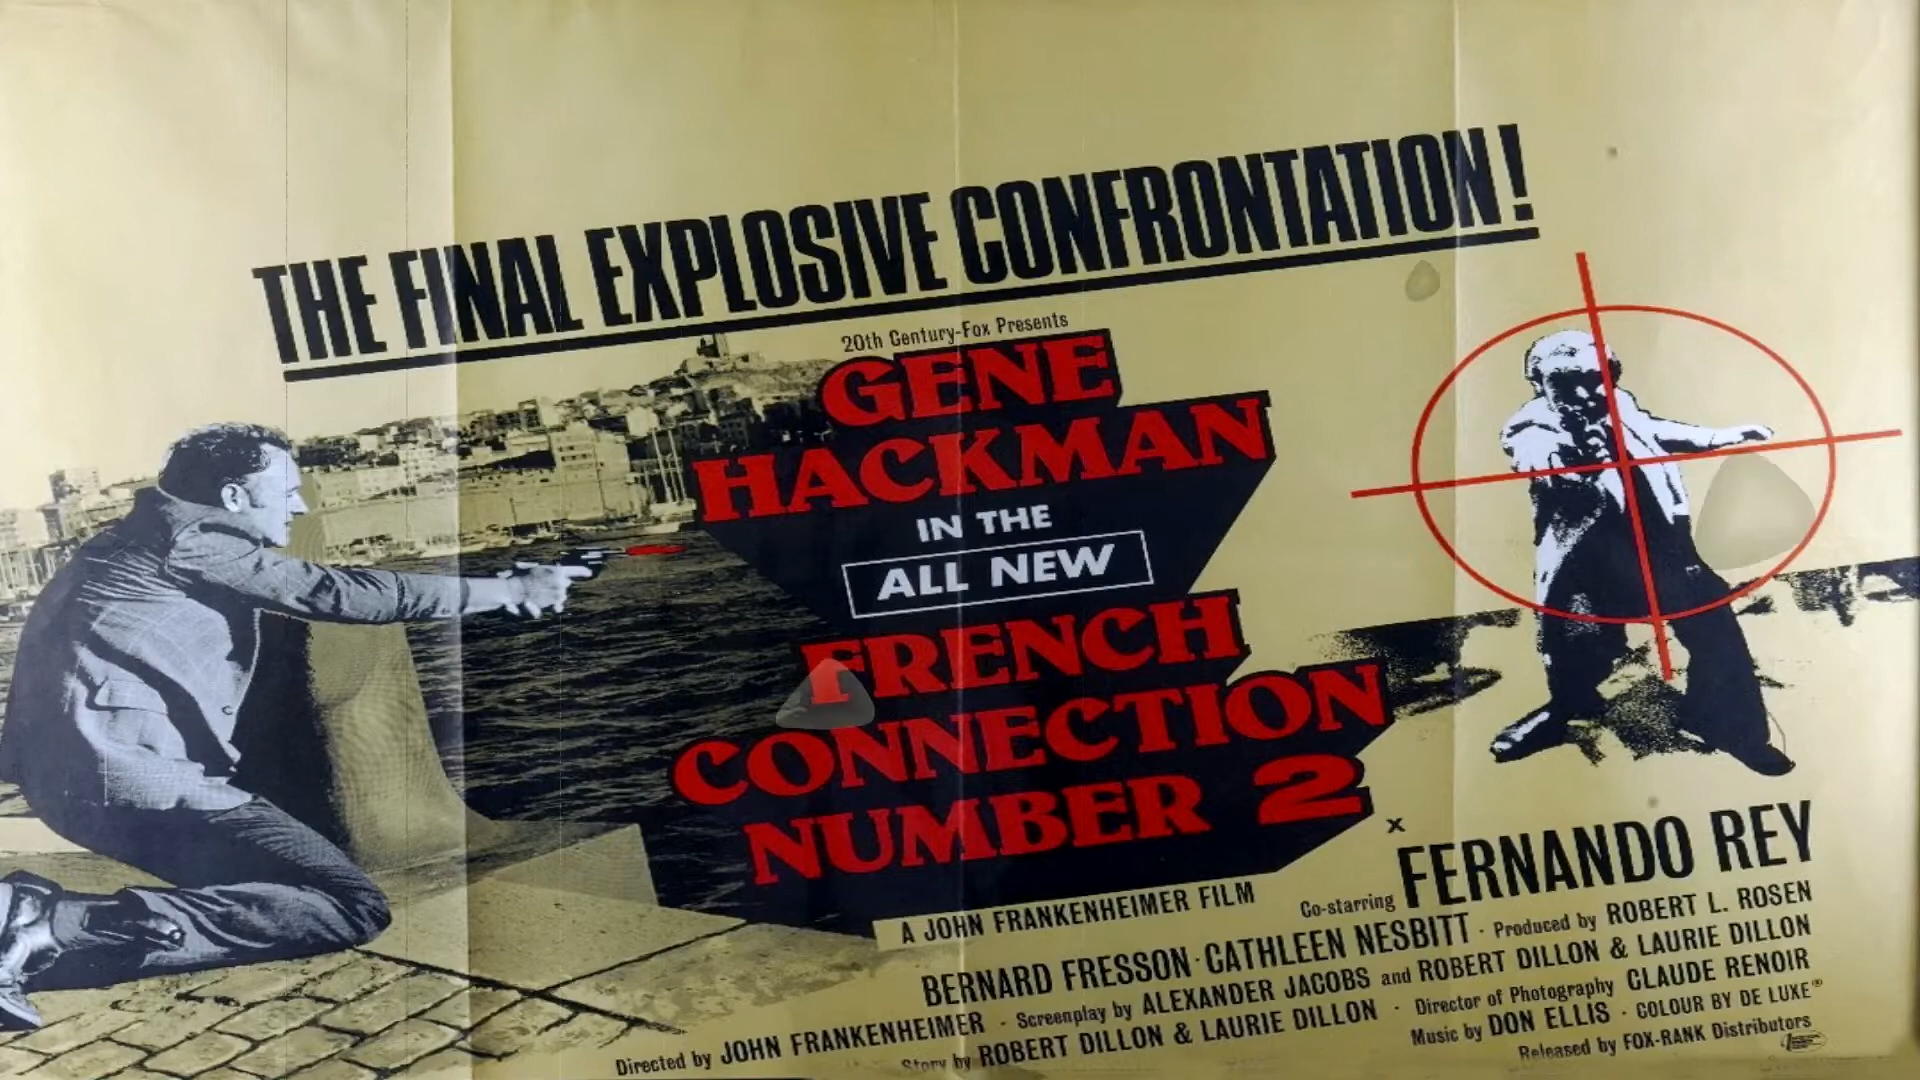 THE FINAL EXPLOSIVE CONFRONTATION!
20th Century-Fox Presents
GENE
HACKMAN
IN THE
ALL NEW
FRENCH
CONNECTION
NUMBER 2
X
A JOHN FRANKENHEIMER FILM
Co-starring FERNANDO REY
BERNARD FRESSON · CATHLEEN NESBITT · Produced by ROBERT L. ROSEN
Directed by JOHN FRANKENHEIMER · Screenplay by ALEXANDER JACOBS and ROBERT DILLON & LAURIE DILLON
Story by ROBERT DILLON & LAURIE DILLON · Director of Photography CLAUDE RENOIR
Music by DON ELLIS · COLOUR BY DE LUXE®
Released by FOX-RANK Distributors